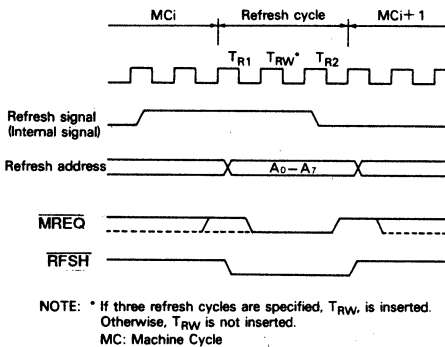 MCi Refresh cycle MCi+1
TR1 TRW* TR2
Refresh signal
(Internal signal)
Refresh address A0–A7
MREQ
RFSH
NOTE: * If three refresh cycles are specified, TRW, is inserted.
Otherwise, TRW is not inserted.
MC: Machine Cycle